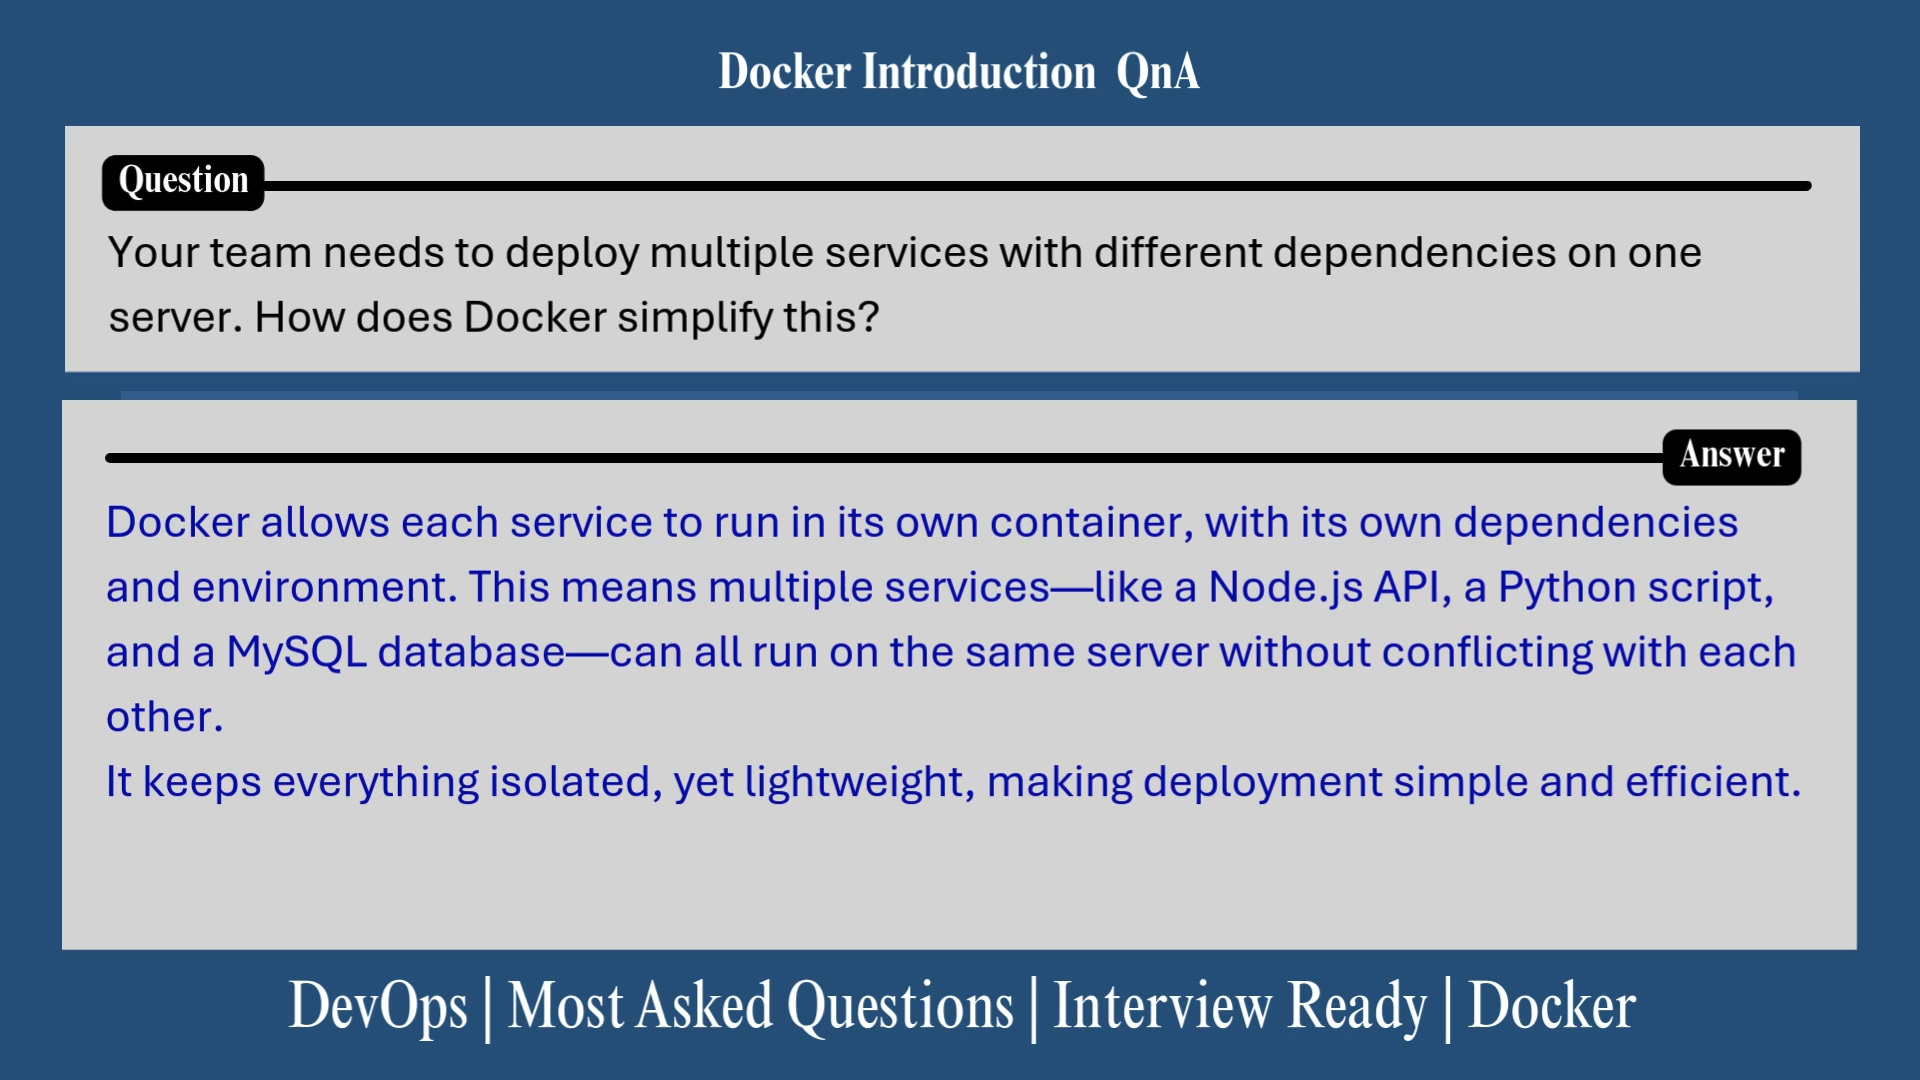 Docker Introduction QnA
Question
Your team needs to deploy multiple services with different dependencies on one
server. How does Docker simplify this?
Answer
Docker allows each service to run in its own container, with its own dependencies
and environment. This means multiple services—like a Node.js API, a Python script,
and a MySQL database—can all run on the same server without conflicting with each
other.
It keeps everything isolated, yet lightweight, making deployment simple and efficient.
DevOps | Most Asked Questions | Interview Ready | Docker